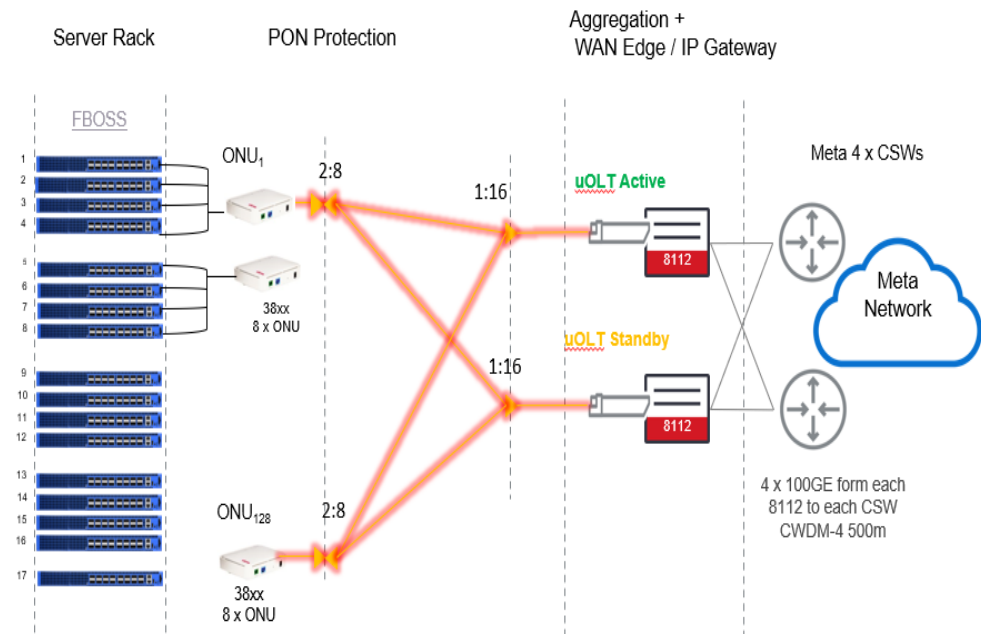 Server Rack
PON Protection
Aggregation +
WAN Edge / IP Gateway
FBOSS
1
2
3
4
5
6
7
8
9
10
11
12
13
14
15
16
17
ONU1
38xx
8 x ONU
ONU128
38xx
8 x ONU
2:8
2:8
1:16
1:16
uOLT Active
8112
uOLT Standby
8112
Meta 4 x CSWs
Meta
Network
4 x 100GE form each
8112 to each CSW
CWDM-4 500m